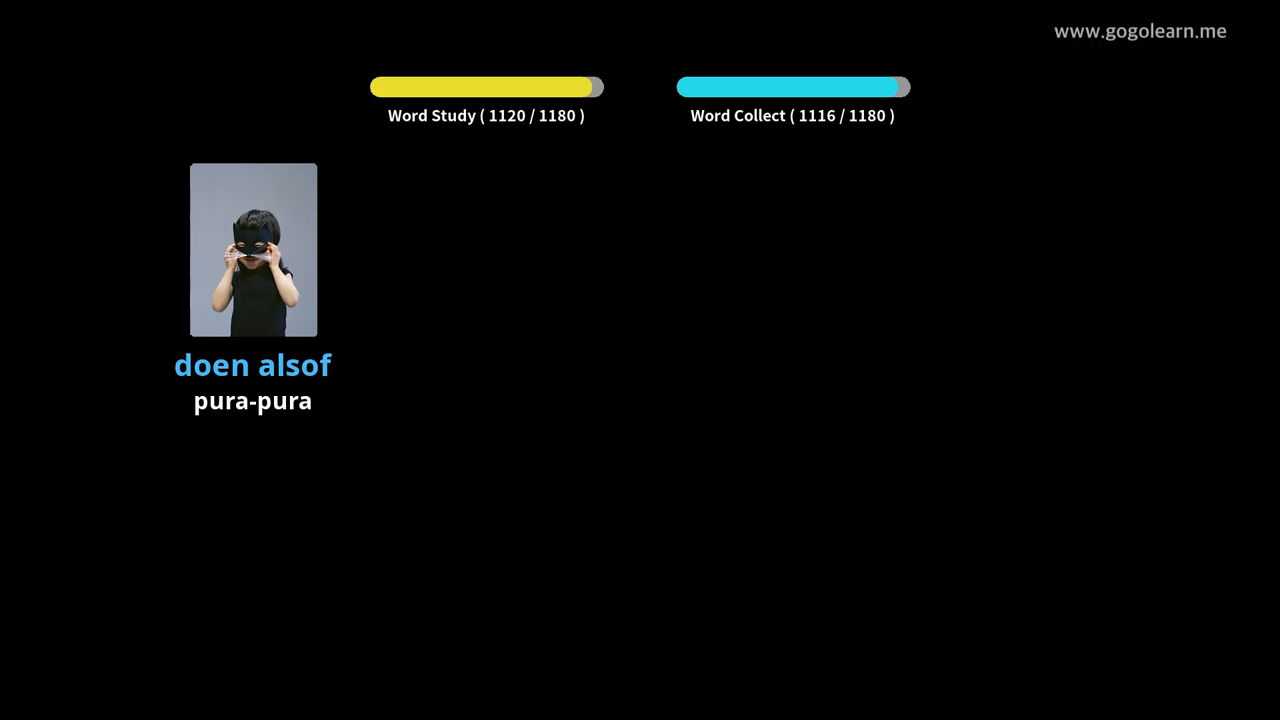 www.gogolearn.me
Word Study ( 1120 / 1180 )
Word Collect ( 1116 / 1180 )
doen alsof
pura-pura